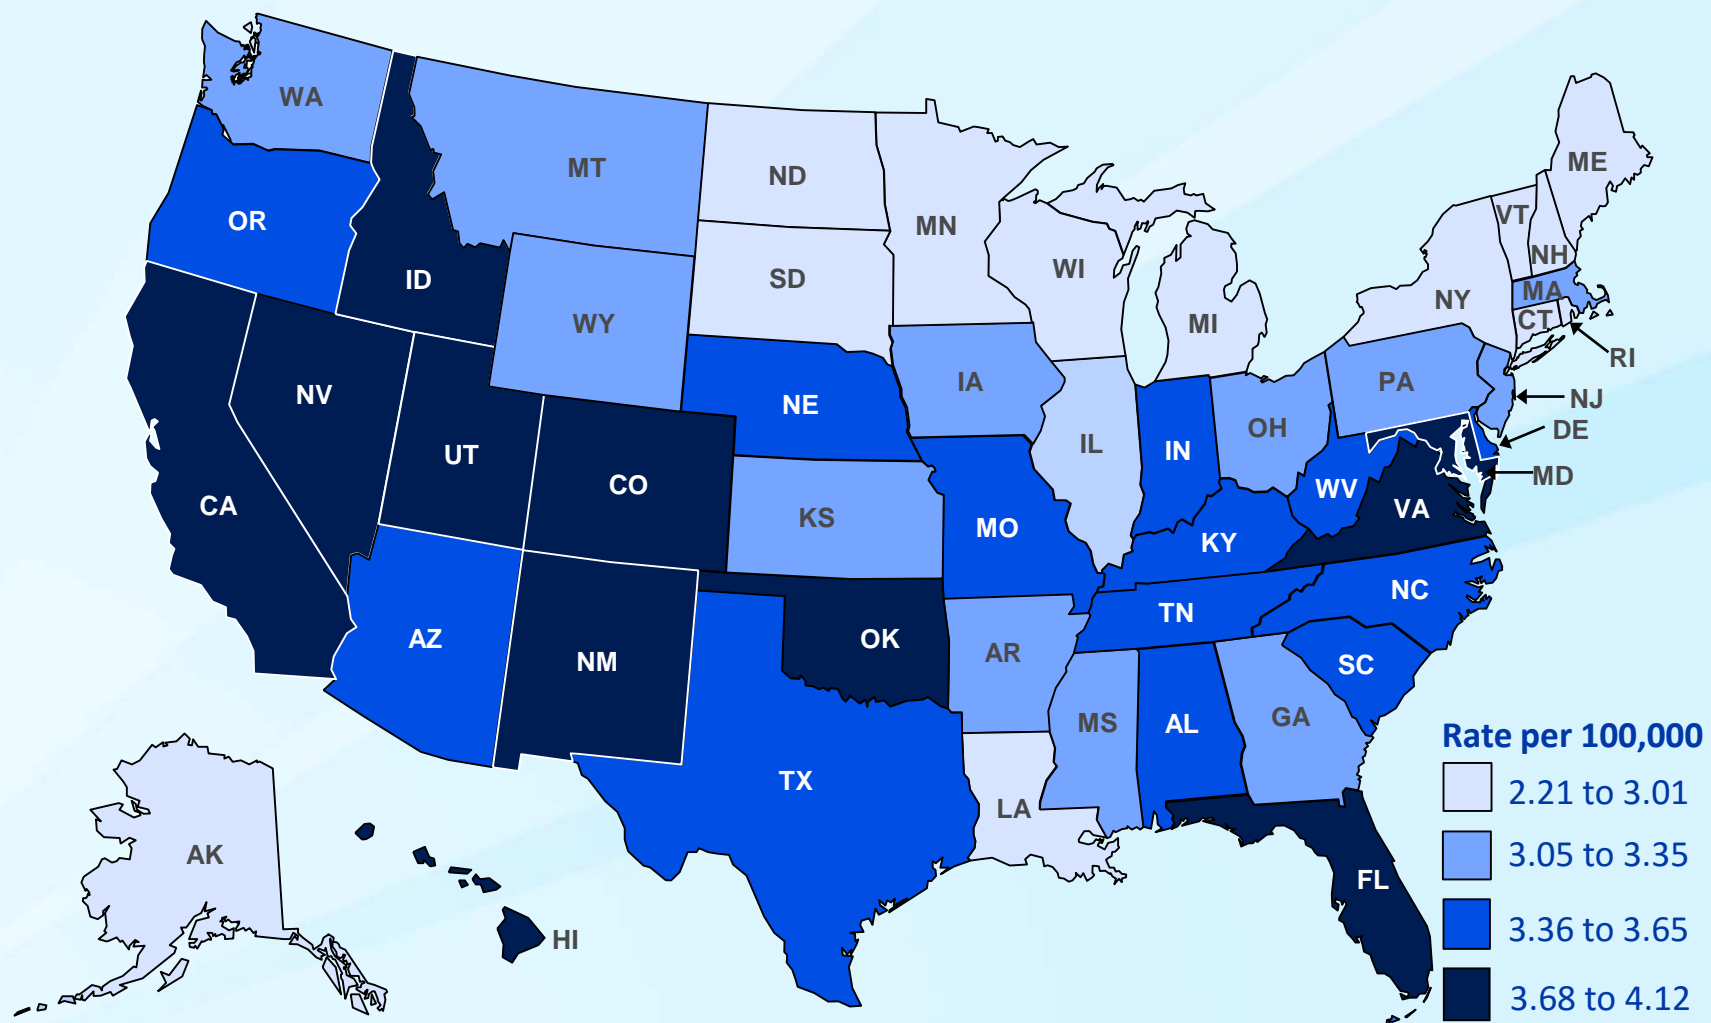 WA
MT
ND
MN
ME
VT
NH
OR
ID
SD
WI
MI
NY
MA
CT
RI
WY
IA
PA
NJ
NV
NE
IL
IN
OH
DE
UT
CO
MD
CA
KS
MO
WV
VA
KY
NC
AZ
NM
OK
AR
TN
SC
MS
AL
GA
TX
LA
FL
AK
HI
Rate per 100,000
2.21 to 3.01
3.05 to 3.35
3.36 to 3.65
3.68 to 4.12